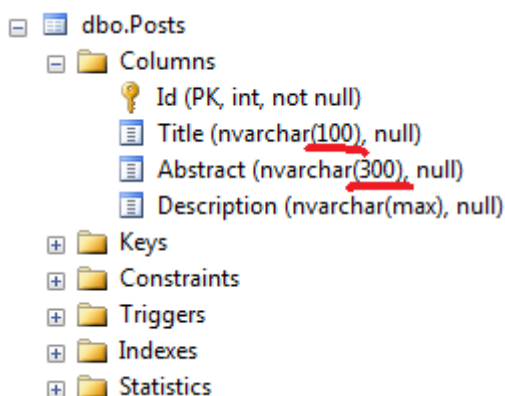 dbo.Posts
Columns
Id (PK, int, not null)
Title (nvarchar(100), null)
Abstract (nvarchar(300), null)
Description (nvarchar(max), null)
Keys
Constraints
Triggers
Indexes
Statistics